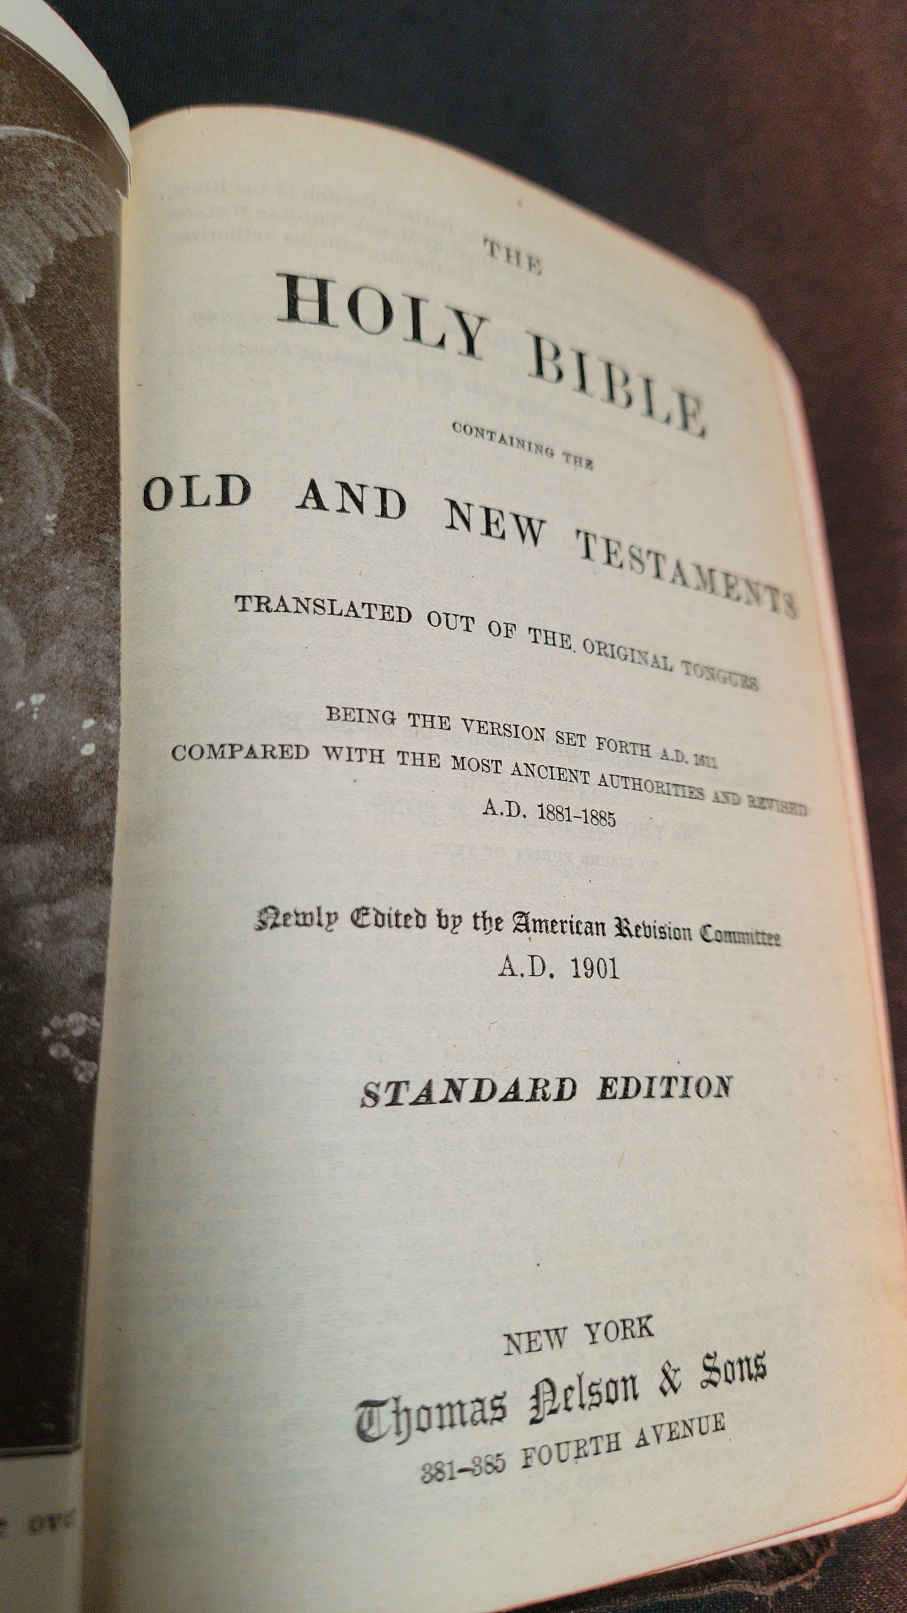 THE
HOLY BIBLE
CONTAINING THE
OLD AND NEW TESTAMENTS
TRANSLATED OUT OF THE ORIGINAL TONGUES
BEING THE VERSION SET FORTH A.D. 1611
COMPARED WITH THE MOST ANCIENT AUTHORITIES AND REVISED
A.D. 1881-1885
Newly Edited by the American Revision Committee
A.D. 1901
STANDARD EDITION
NEW YORK
Thomas Nelson & Sons
381-385 FOURTH AVENUE